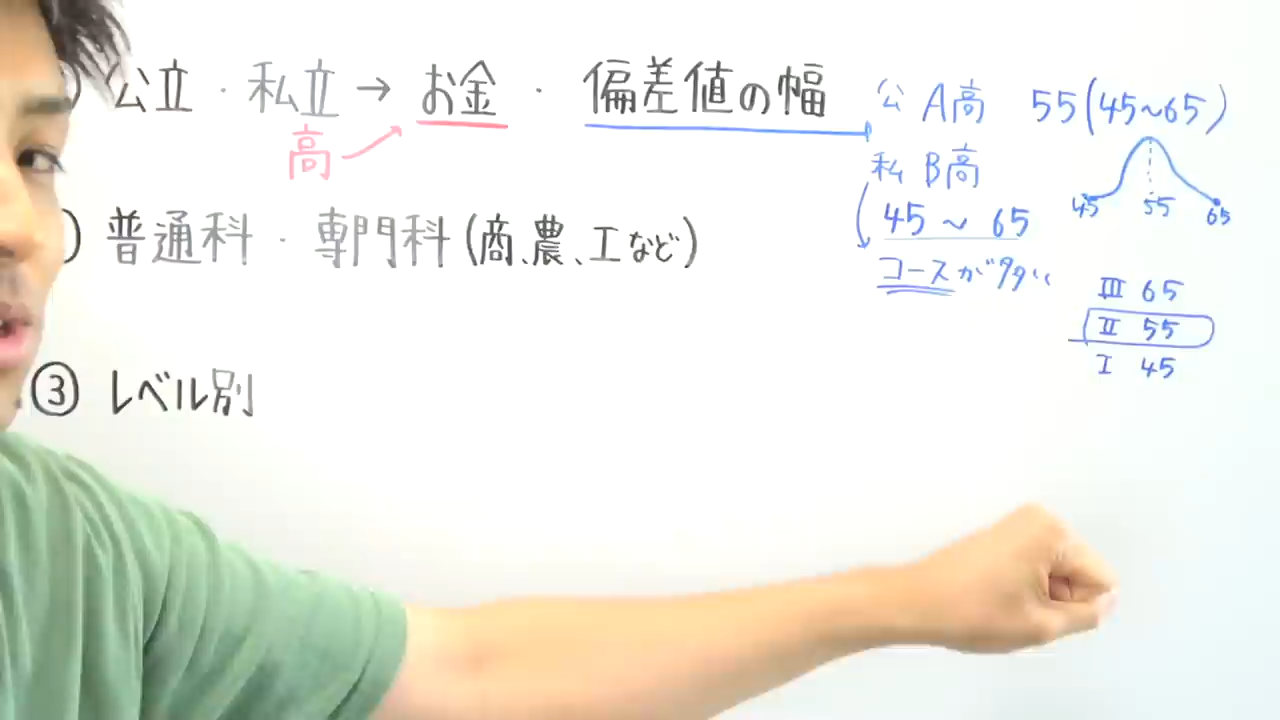 公立・私立→お金・偏差値の幅
高
普通科・専門科(商、農、工など)
③ レベル別
公 A高 55(45~65)
45 55 65
私 B高
45 ~ 65
コースが多い
Ⅲ 65
Ⅱ 55
Ⅰ 45